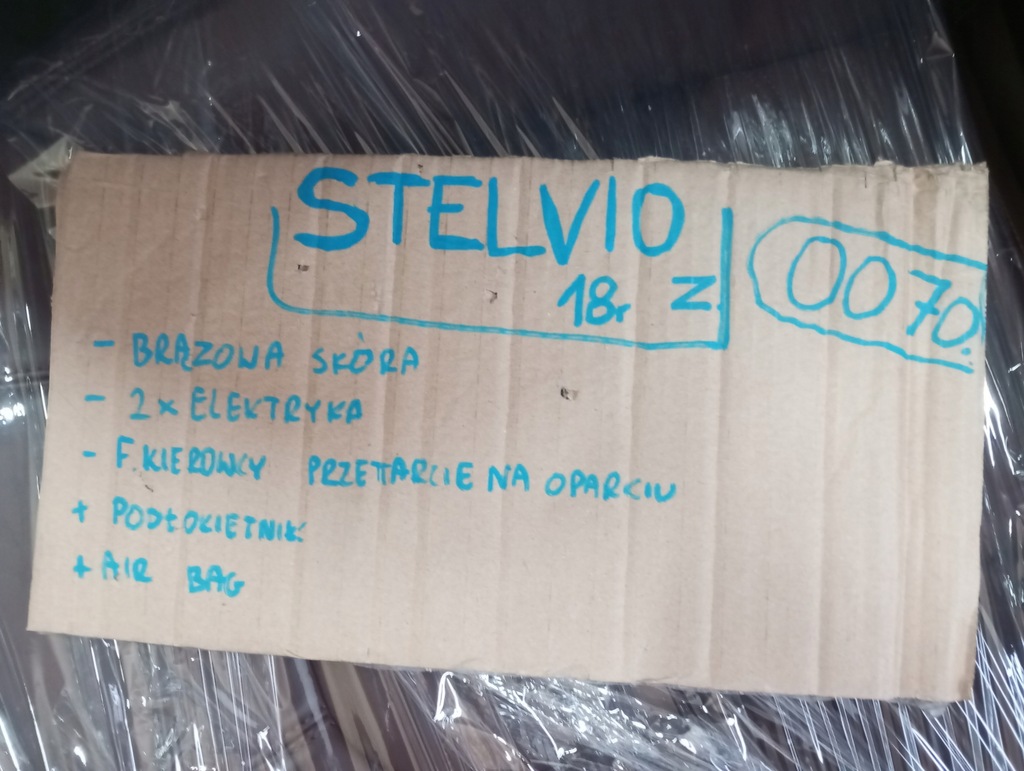 STELVIO
18r Z.
0070.
- BRĄZOWA SKÓRA
- 2x ELEKTRYKA
- F. KIEROWCY PRZETARCIE NA OPARCIU
+ PODŁOKIETNIK
+ AIR BAG